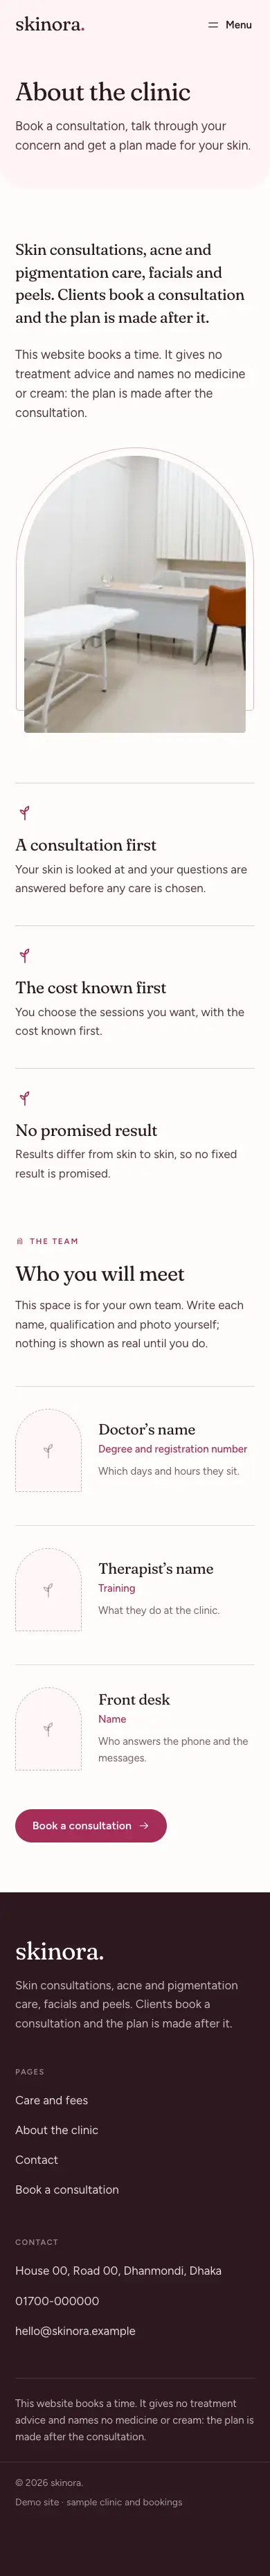 skinora.
Menu
About the clinic
Book a consultation, talk through your
concern and get a plan made for your skin.
Skin consultations, acne and
pigmentation care, facials and
peels. Clients book a consultation
and the plan is made after it.
This website books a time. It gives no
treatment advice and names no medicine
or cream: the plan is made after the
consultation.
A consultation first
Your skin is looked at and your questions are
answered before any care is chosen.
The cost known first
You choose the sessions you want, with the
cost known first.
No promised result
Results differ from skin to skin, so no fixed
result is promised.
THE TEAM
Who you will meet
This space is for your own team. Write each
name, qualification and photo yourself;
nothing is shown as real until you do.
Doctor’s name
Degree and registration number
Which days and hours they sit.
Therapist’s name
Training
What they do at the clinic.
Front desk
Name
Who answers the phone and the
messages.
Book a consultation
skinora.
Skin consultations, acne and pigmentation
care, facials and peels. Clients book a
consultation and the plan is made after it.
PAGES
Care and fees
About the clinic
Contact
Book a consultation
CONTACT
House 00, Road 00, Dhanmondi, Dhaka
01700-000000
hello@skinora.example
This website books a time. It gives no treatment
advice and names no medicine or cream: the plan is
made after the consultation.
© 2026 skinora.
Demo site · sample clinic and bookings